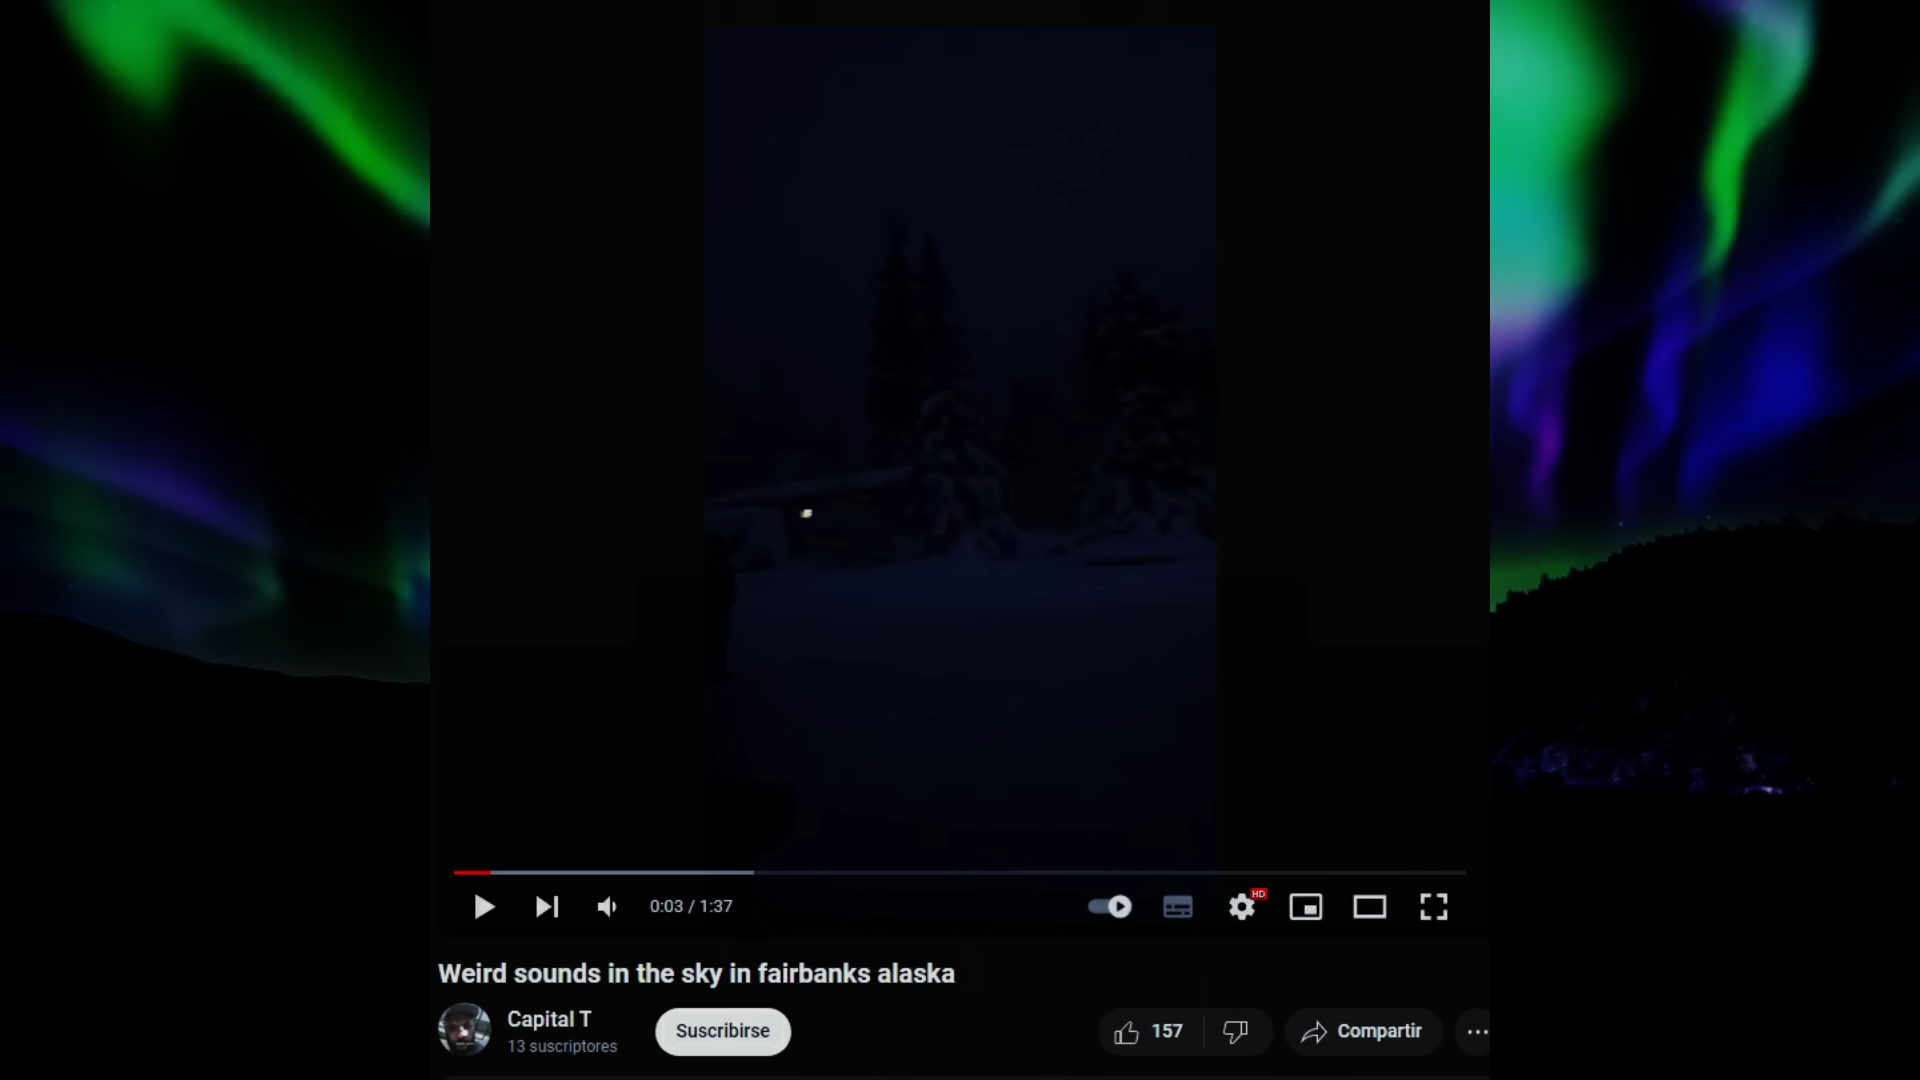 HD
0:03 / 1:37
Weird sounds in the sky in fairbanks alaska
Capital T
13 suscriptores
Suscribirse
157
Compartir